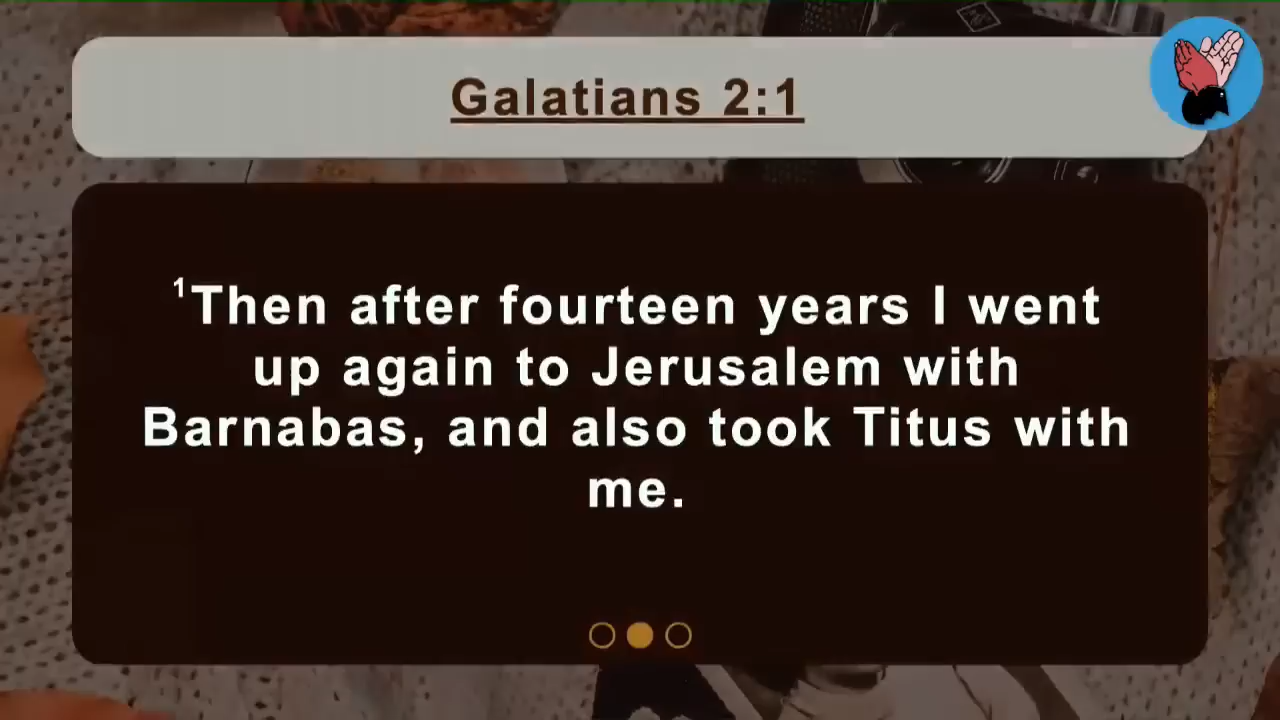 Galatians 2:1
¹Then after fourteen years I went
up again to Jerusalem with
Barnabas, and also took Titus with
me.